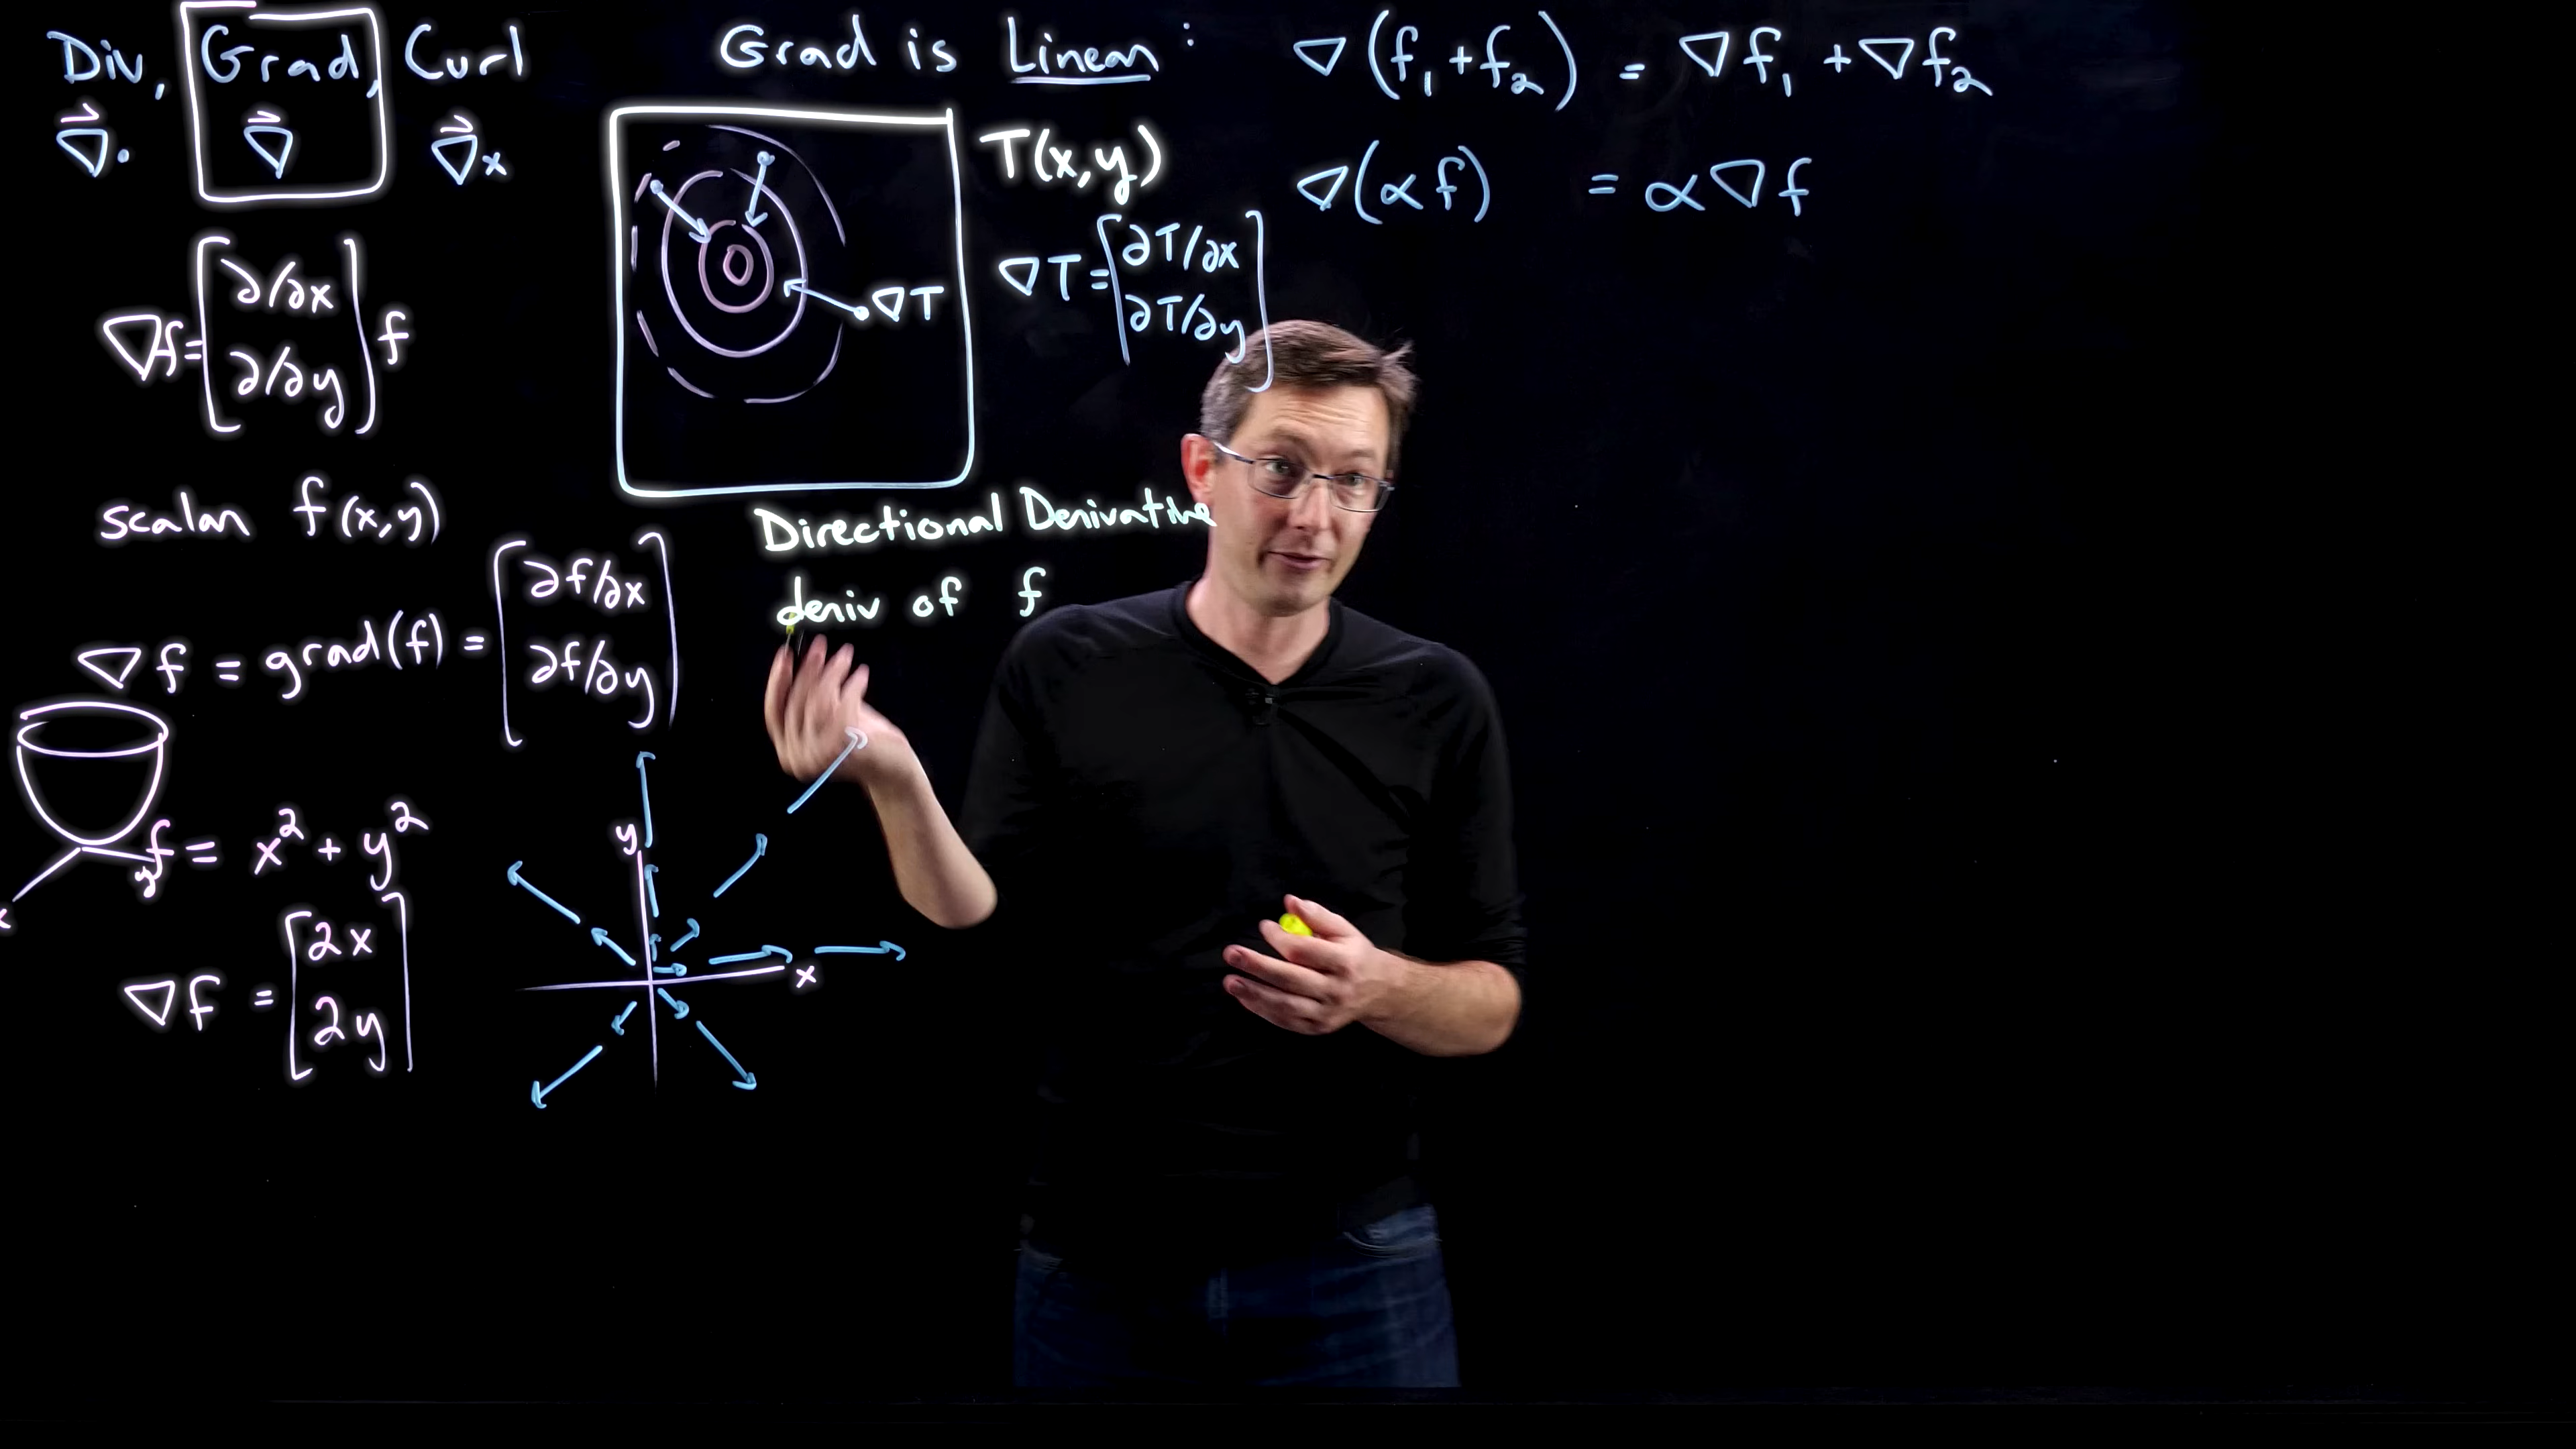 Div, Grad, Curl
∇⃗· ∇⃗ ∇⃗×
∇f = [∂/∂x
∂/∂y] f
scalar f(x,y)
∇f = grad(f) = [∂f/∂x
∂f/∂y]
f = x² + y²
x
y
∇f = [2x
2y]
y
x
Grad is Linear:
∇(f₁+f₂) = ∇f₁ + ∇f₂
∇(αf) = α∇f
T(x,y)
∇T
∇T = [∂T/∂x
∂T/∂y]
Directional Derivative
deriv of f